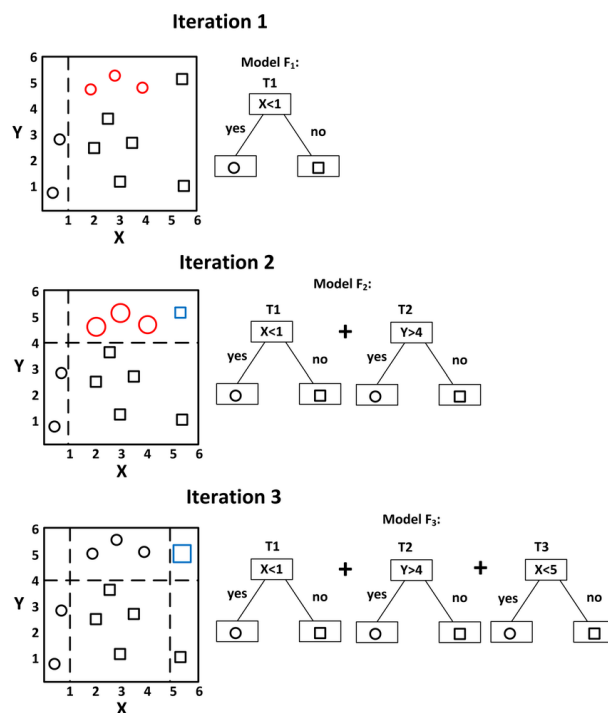 Iteration 1
6
5
4
Y 3
2
1
1 2 3 4 5 6
X
Model F₁:
T1
X<1
yes no
Iteration 2
6
5
4
Y 3
2
1
1 2 3 4 5 6
X
Model F₂:
T1 + T2
X<1 Y>4
yes no yes no
Iteration 3
6
5
4
Y 3
2
1
1 2 3 4 5 6
X
Model F₃:
T1 + T2 + T3
X<1 Y>4 X<5
yes no yes no yes no